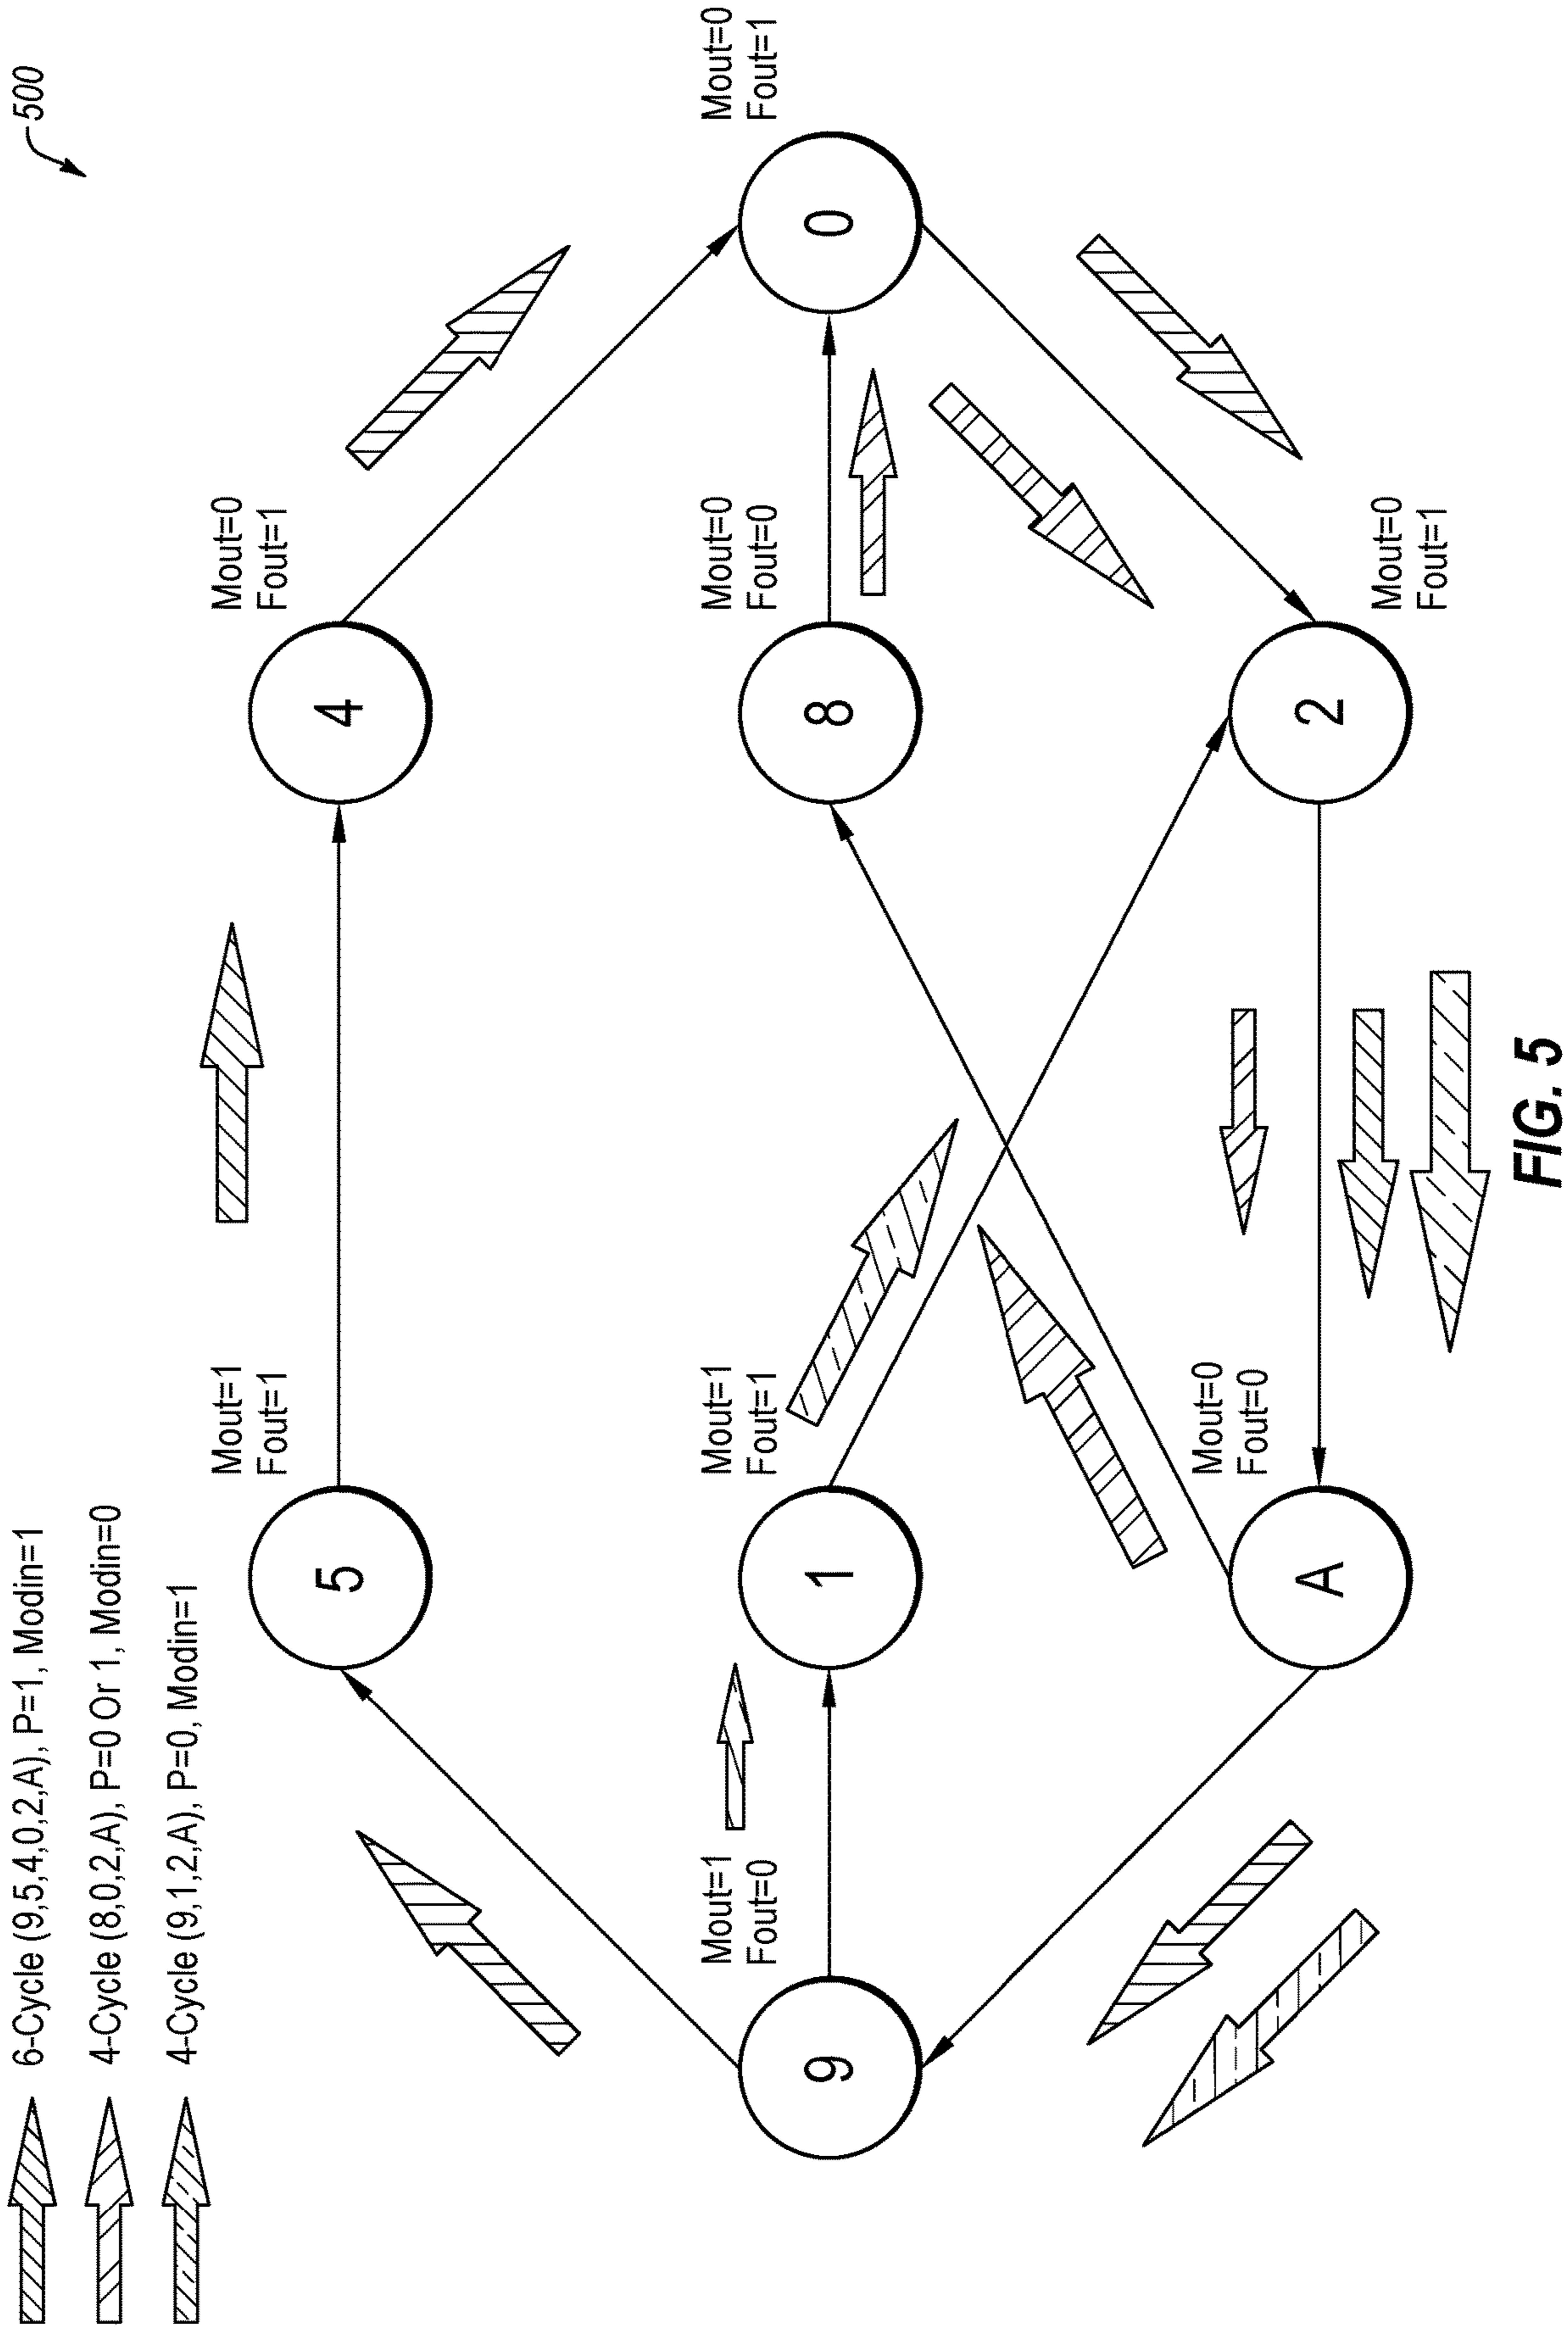 500
6-Cycle (9,5,4,0,2,A), P=1, Modin=1
4-Cycle (8,0,2,A), P=0 Or 1, Modin=0
4-Cycle (9,1,2,A), P=0, Modin=1
Mout=1
Fout=1
5
Mout=0
Fout=1
4
Mout=1
Fout=0
9
Mout=1
Fout=1
1
Mout=0
Fout=0
8
Mout=0
Fout=1
0
Mout=0
Fout=0
A
Mout=0
Fout=1
2
FIG. 5